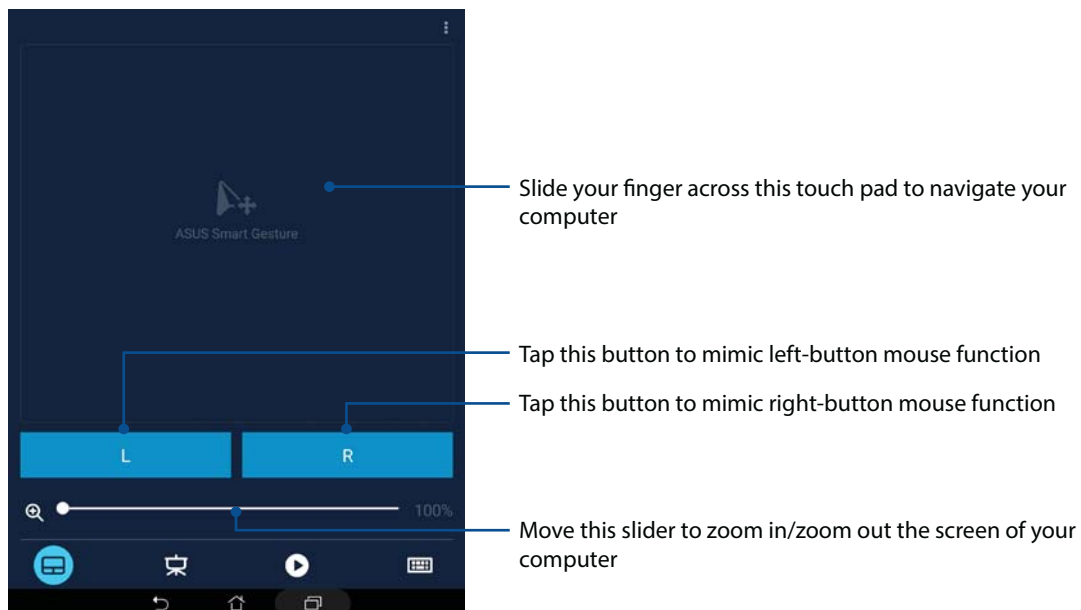 ASUS Smart Gesture
Slide your finger across this touch pad to navigate your
computer
Tap this button to mimic left-button mouse function
Tap this button to mimic right-button mouse function
L
R
100%
Move this slider to zoom in/zoom out the screen of your
computer